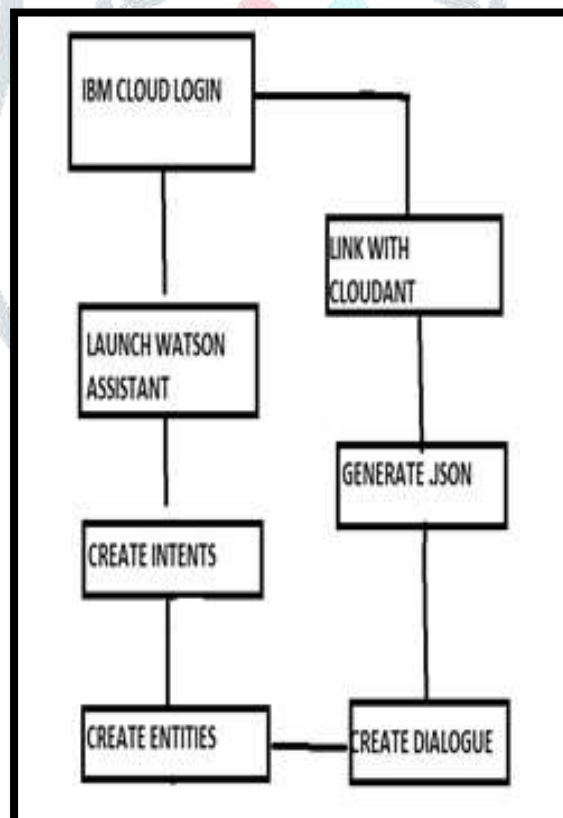 IBM CLOUD LOGIN
LINK WITH
CLOUDANT
LAUNCH WATSON
ASSISTANT
GENERATE .JSON
CREATE INTENTS
CREATE ENTITIES
CREATE DIALOGUE